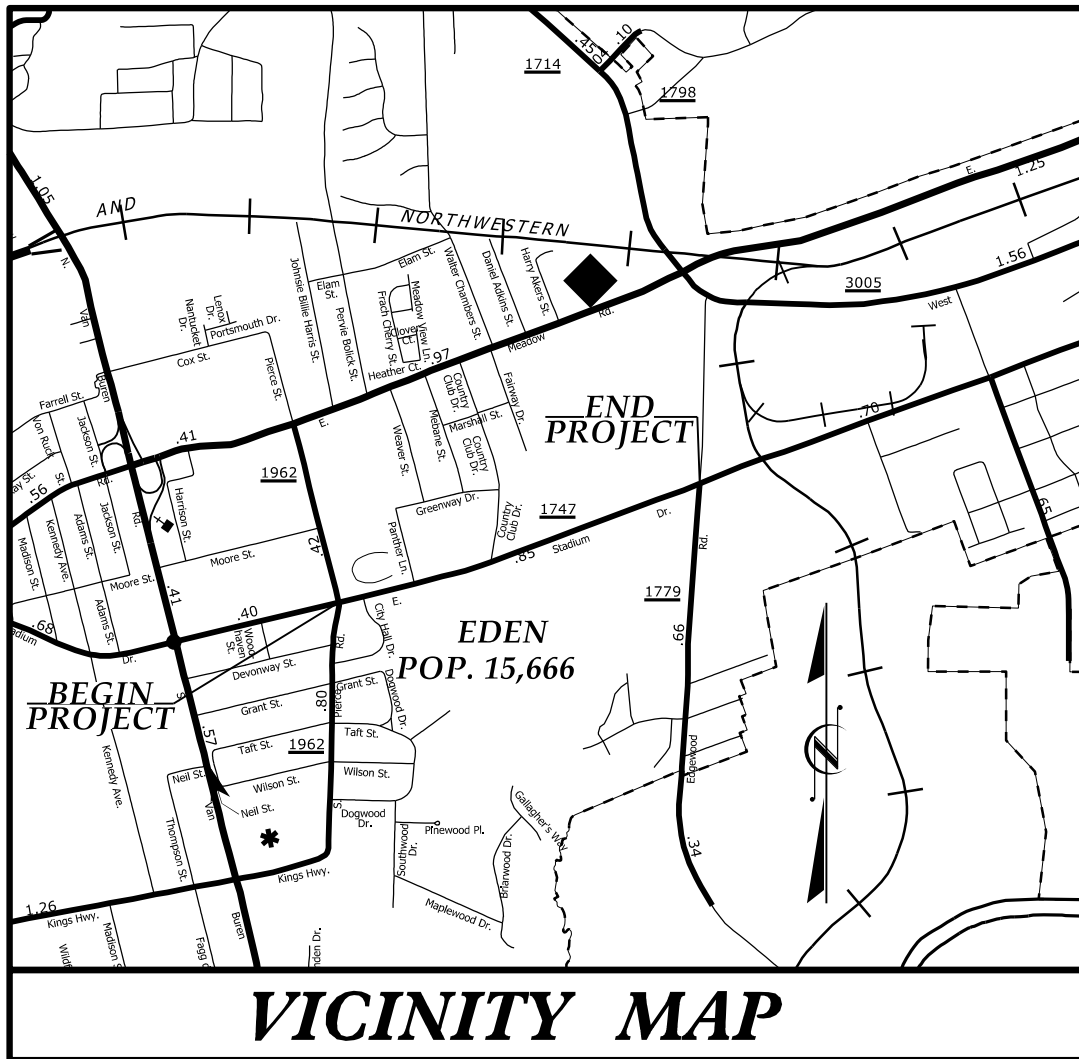 .45
.04
.10
1714
1798
1.05
AND
NORTHWESTERN
E.
1.25
N.
Van
Buren
Nantucket
Dr.
Lenox
Dr.
Portsmouth Dr.
Cox St.
Pierce St.
Johnsie Billie Harris St.
Elam
St.
Elam St.
Pervie Bolick St.
Frach Cherry St.
Meadow View
Ln.
Clover
Ct.
Heather Ct.
Walter Chambers St.
Daniel Adkins St.
Harry Akers St.
.97
Meadow
Rd.
3005
1.56
West
Farrell St.
Von Ruck
St.
Jackson St.
.41
E.
Country
Club Dr.
Marshall St.
Fairway Dr.
Weaver St.
Mebane St.
Country
Club Dr.
END
PROJECT
.70
.56
Rd.
Rd.
1962
Harrison St.
Greenway Dr.
Country
Club Dr.
1747
Dr.
Rd.
.65
Madison St.
Kennedy Ave.
Adams St.
Jackson St.
Moore St.
Moore St.
.42
Panther Ln.
.85
Stadium
.68
Adams St.
Dr.
.41
.40
E.
1779
.66
Wood-
haven
St.
City Hall Dr.
Rd.
EDEN
POP. 15,666
Devonway St.
BEGIN
PROJECT
S.
Grant St.
.80
Pierce
Grant St.
Dogwood Dr.
.57
Taft St.
1962
Taft St.
Kennedy Ave.
Neil St.
Wilson St.
Wilson St.
Edgewood
Van
Neil St.
S.
Dogwood
Dr.
Southwood
Dr.
Pinewood Pl.
Gallagher's Way
Thompson St.
Briarwood Dr.
.34
Kings Hwy.
Maplewood Dr.
1.26
Kings Hwy.
Buren
VICINITY MAP